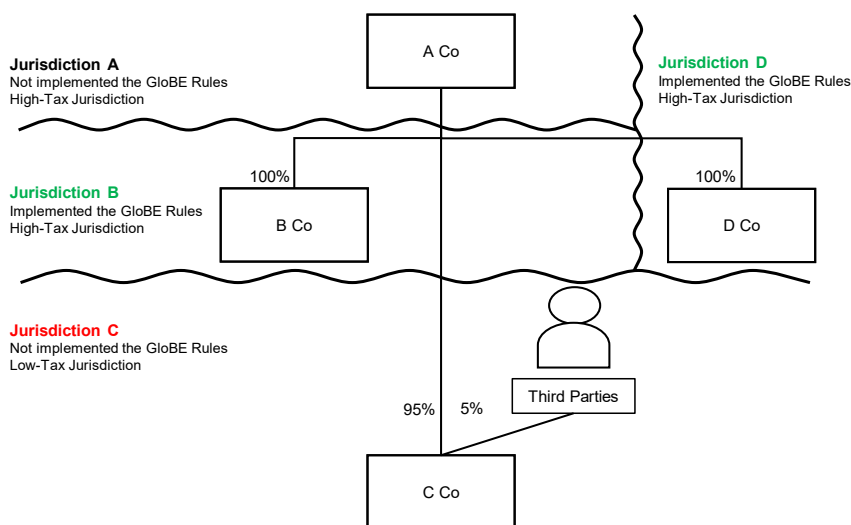 A Co
Jurisdiction A
Not implemented the GloBE Rules
High-Tax Jurisdiction
Jurisdiction D
Implemented the GloBE Rules
High-Tax Jurisdiction
100%
100%
Jurisdiction B
Implemented the GloBE Rules
High-Tax Jurisdiction
B Co
D Co
Jurisdiction C
Not implemented the GloBE Rules
Low-Tax Jurisdiction
Third Parties
95%
5%
C Co